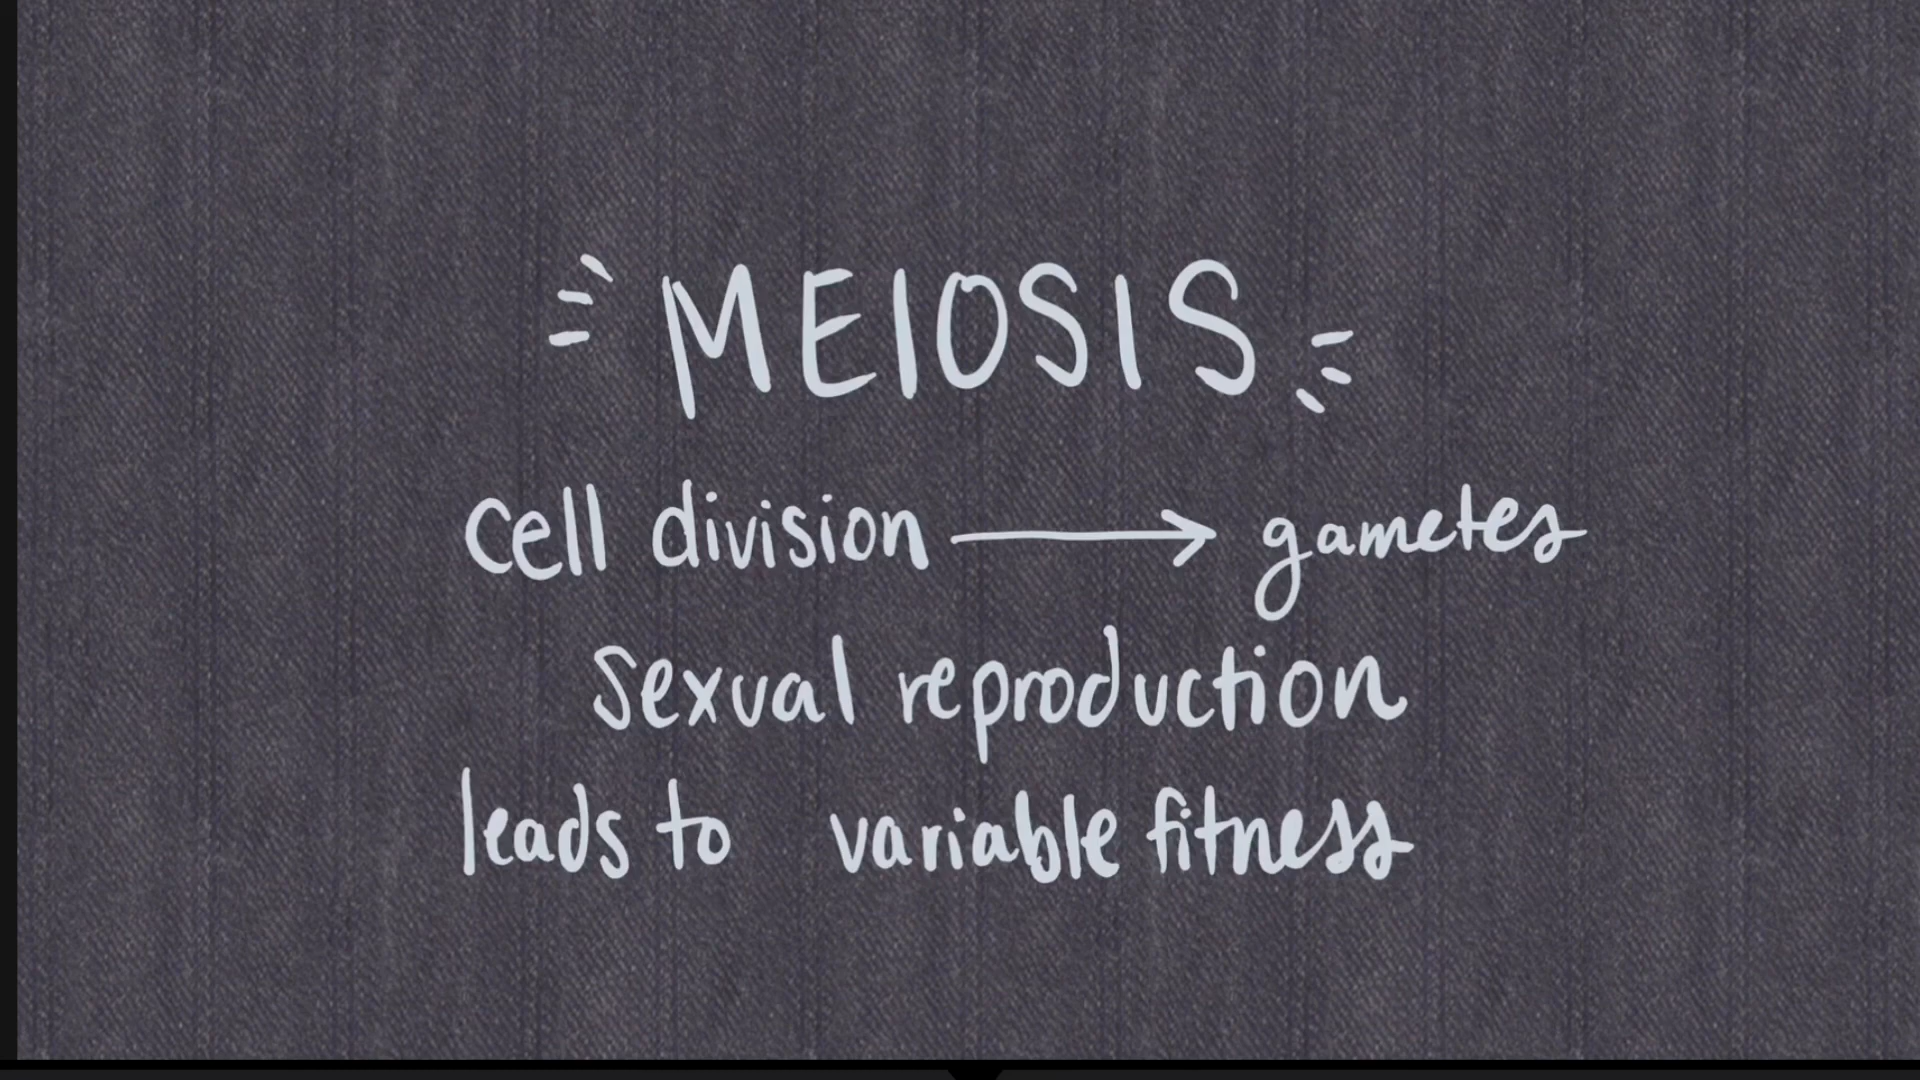 MEIOSIS
cell division → gametes
sexual reproduction
leads to variable fitness